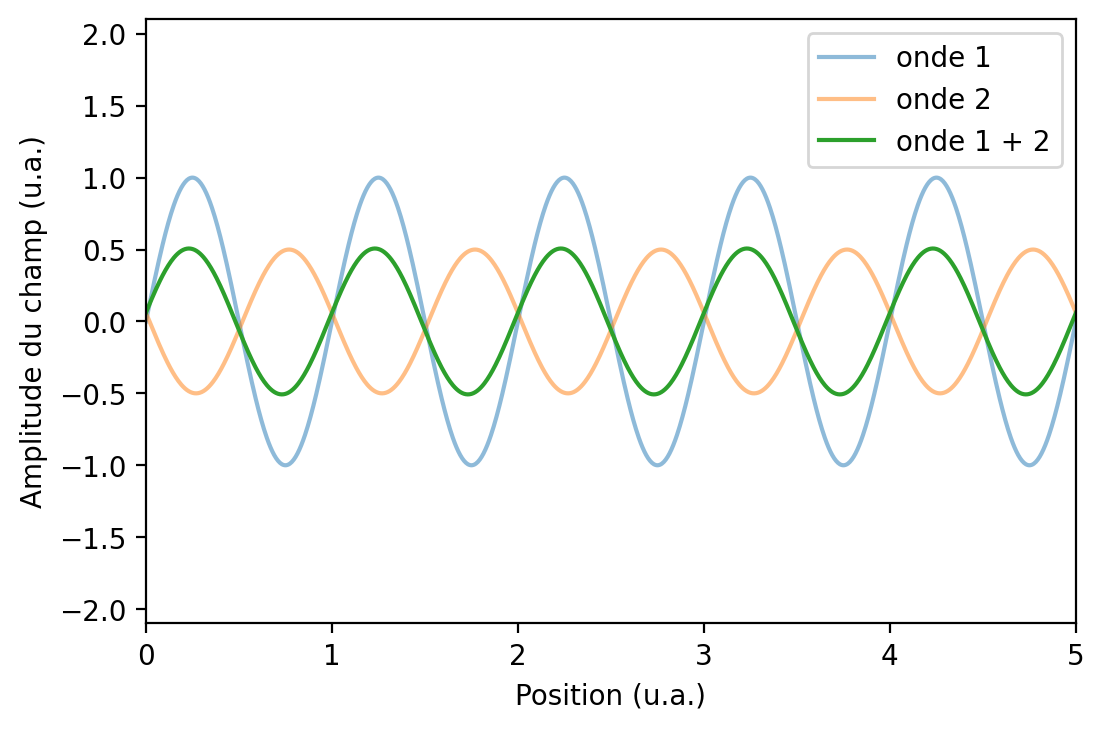 2.0
1.5
1.0
0.5
0.0
−0.5
−1.0
−1.5
−2.0
Amplitude du champ (u.a.)
onde 1
onde 2
onde 1 + 2
0 1 2 3 4 5
Position (u.a.)